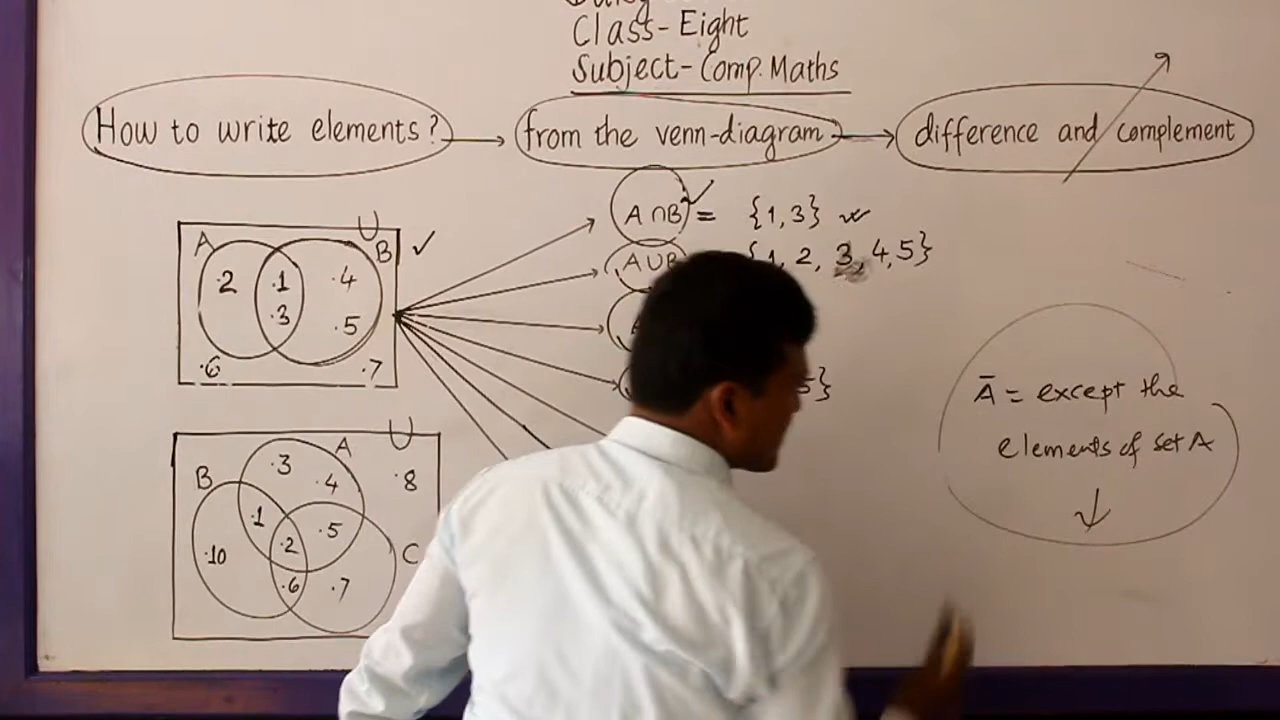 Class-Eight
Subject-Comp. Maths
How to write elements?
from the venn-diagram
difference and complement
A∩B = {1,3}
A∪B
1, 2, 3, 4, 5}
5}
U
A
B
.2
.1
.3
.4
.5
.6
.7
Ā = except the
elements of set A
U
A
B
C
.3
.4
.8
.1
.5
.2
.10
.6
.7